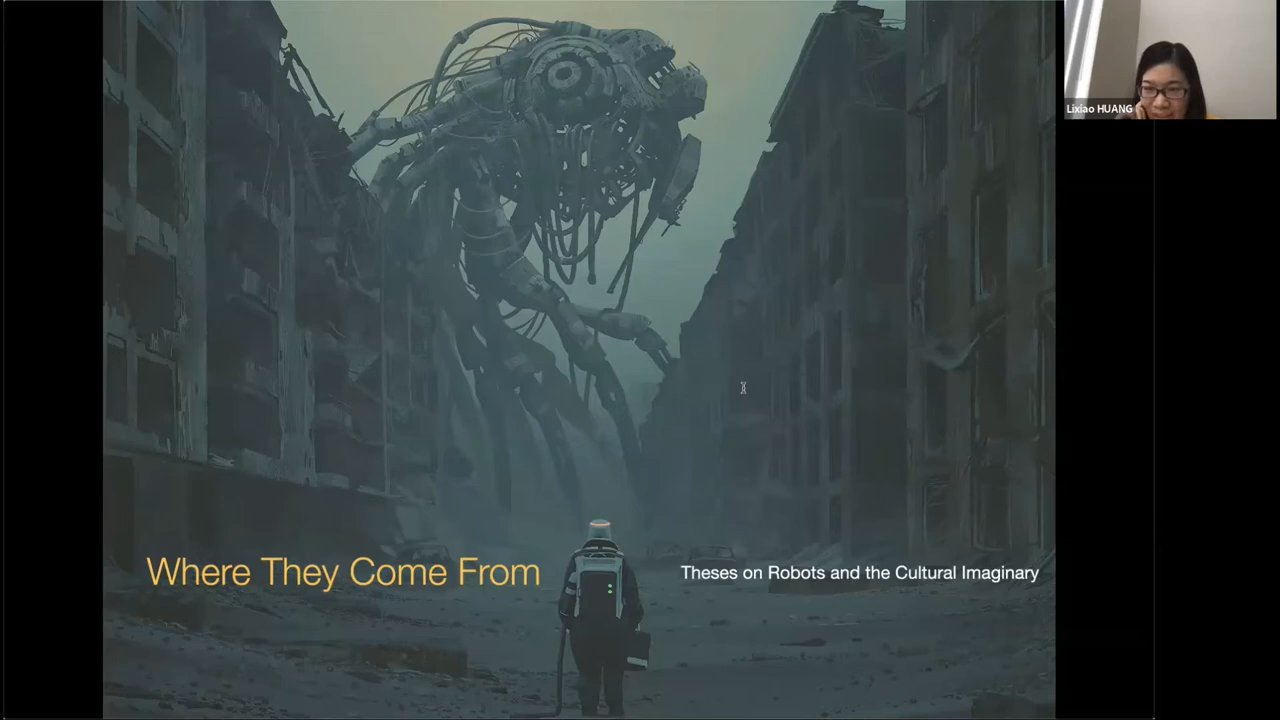 Lixiao HUANG
Where They Come From
Theses on Robots and the Cultural Imaginary